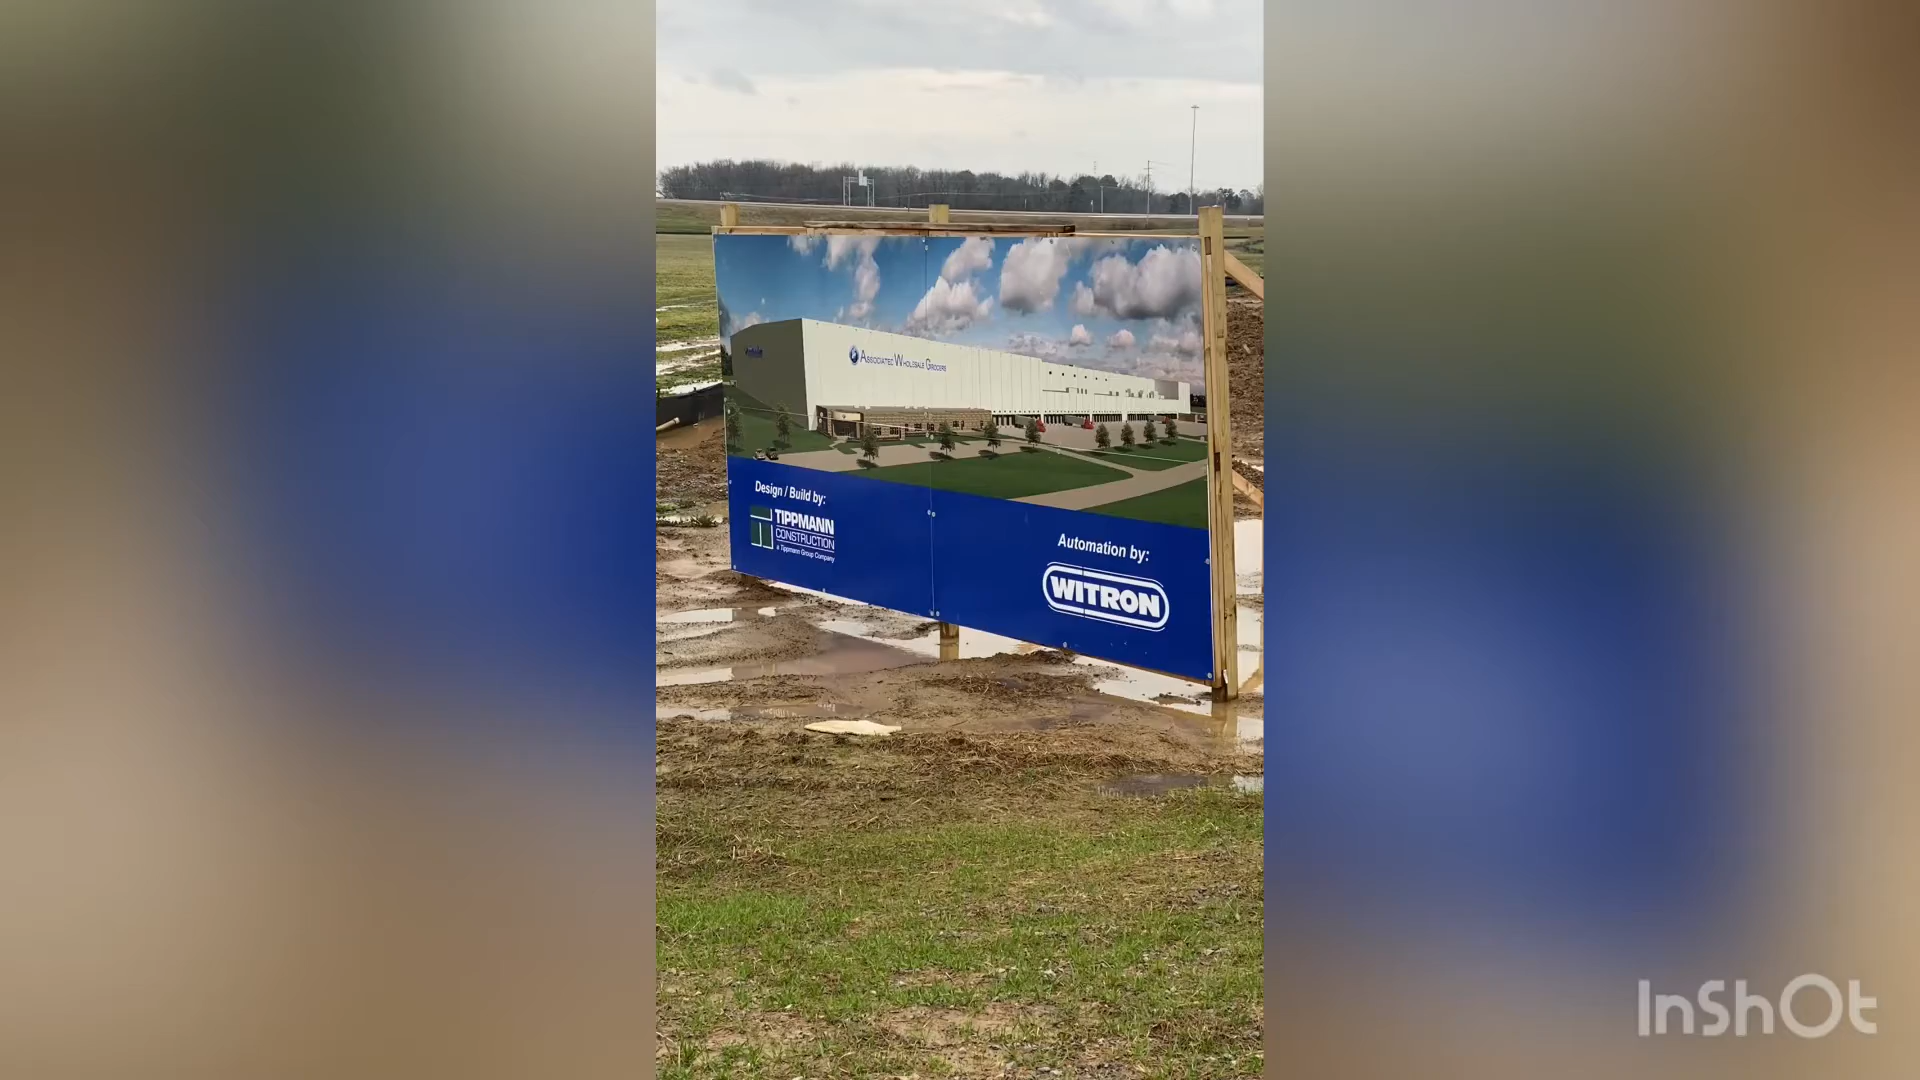 ASSOCIATED WHOLESALE GROCERS
Design / Build by:
TIPPMANN
CONSTRUCTION
a Tippmann Group Company
Automation by:
WITRON
InShOt